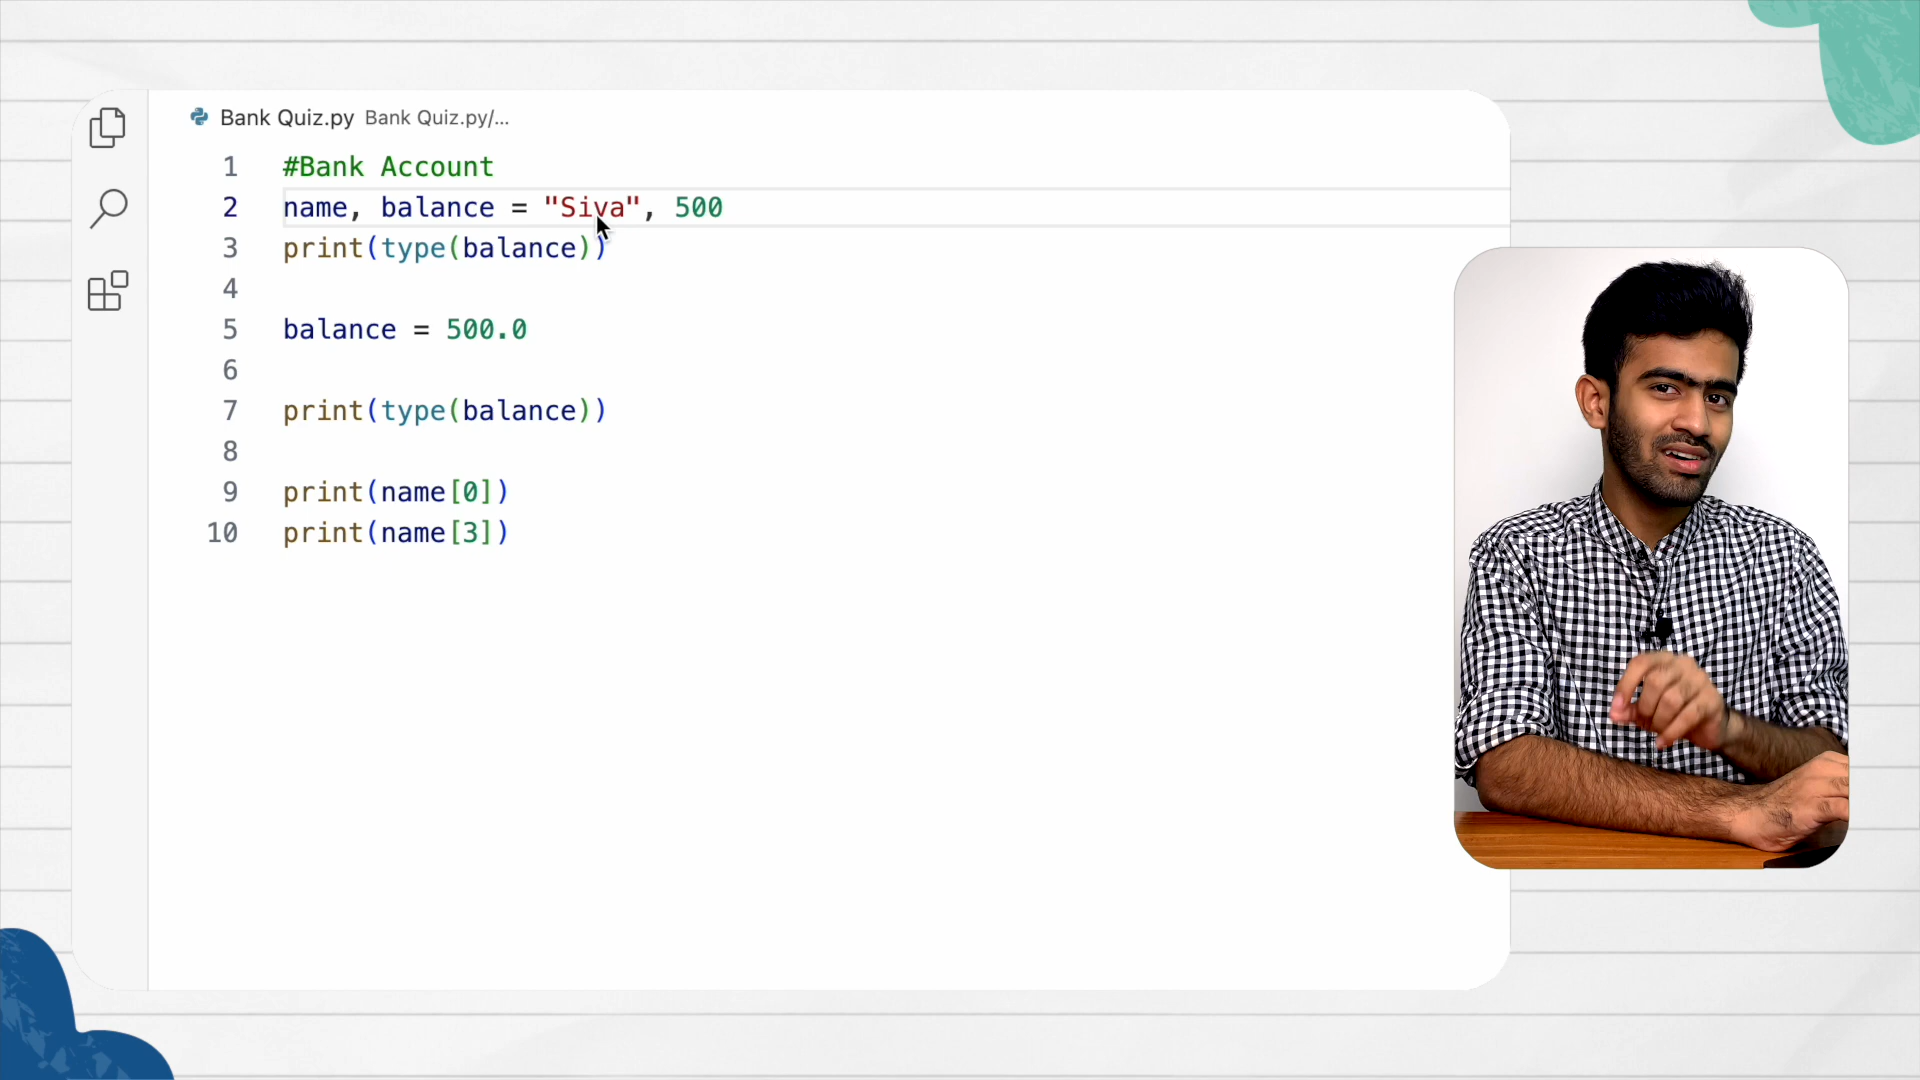 Bank Quiz.py Bank Quiz.py/...
1 #Bank Account
2 name, balance = "Siva", 500
3 print(type(balance))
4
5 balance = 500.0
6
7 print(type(balance))
8
9 print(name[0])
10 print(name[3])